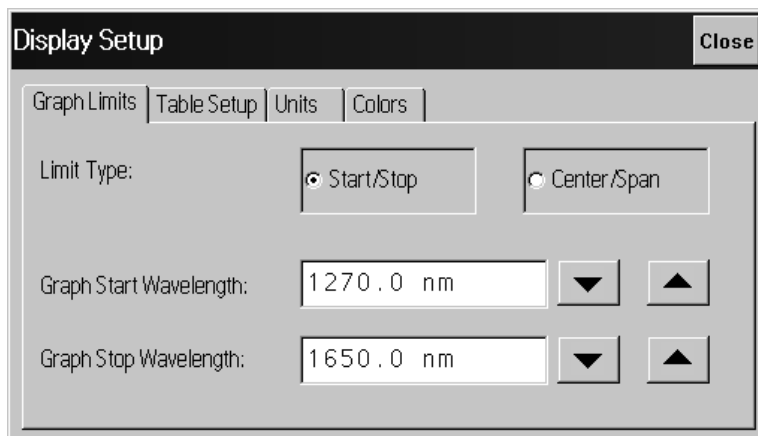 Display Setup Close
Graph Limits Table Setup Units Colors
Limit Type: Start/Stop Center/Span
Graph Start Wavelength: 1270.0 nm
Graph Stop Wavelength: 1650.0 nm